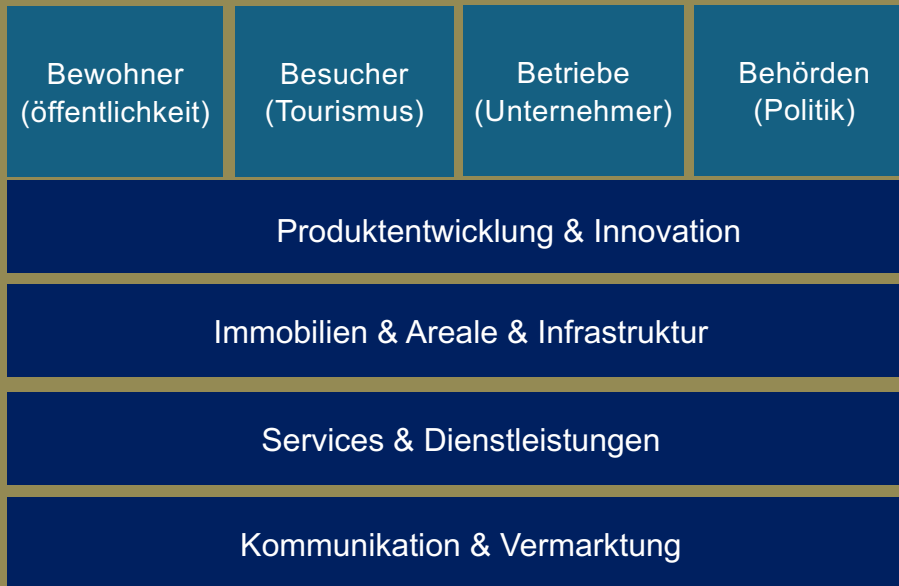 Bewohner
(öffentlichkeit)
Besucher
(Tourismus)
Betriebe
(Unternehmer)
Behörden
(Politik)
Produktentwicklung & Innovation
Immobilien & Areale & Infrastruktur
Services & Dienstleistungen
Kommunikation & Vermarktung